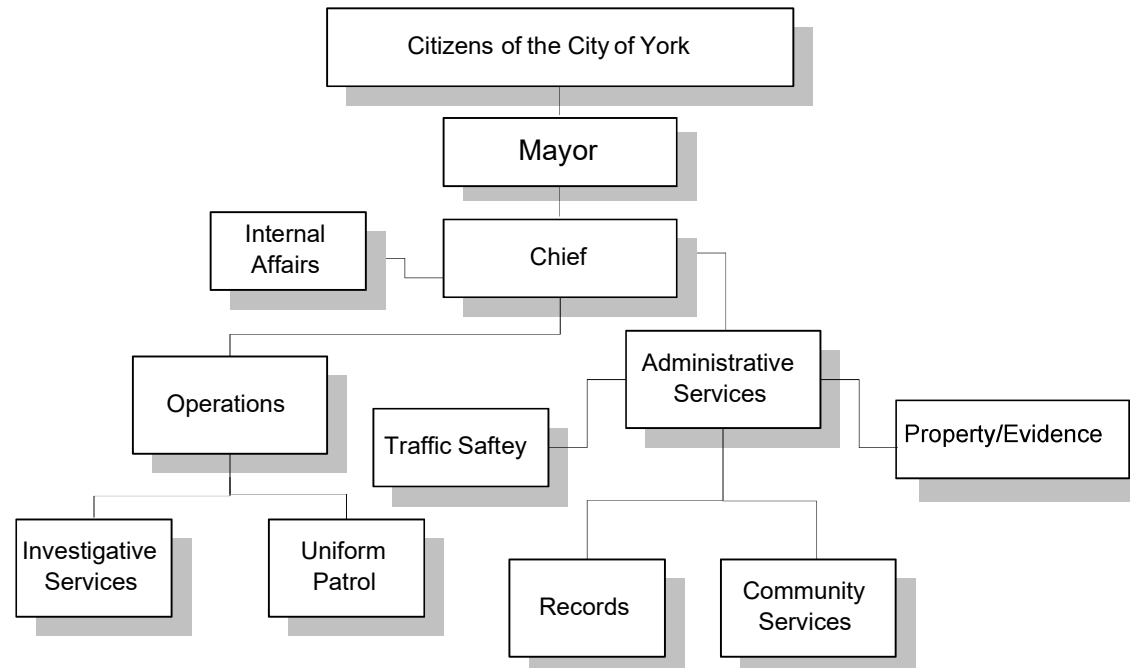 Citizens of the City of York
Mayor
Internal
Affairs
Chief
Administrative
Services
Operations
Traffic Saftey
Property/Evidence
Investigative
Services
Uniform
Patrol
Records
Community
Services